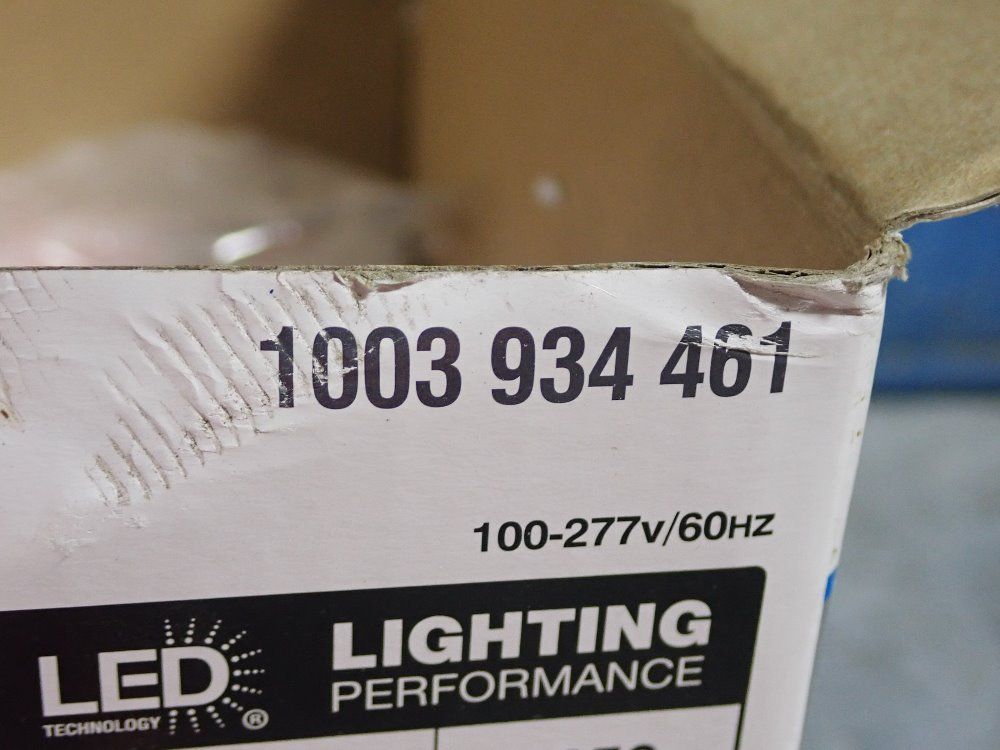 1003 934 461
100-277v/60HZ
LED
TECHNOLOGY ®
LIGHTING
PERFORMANCE